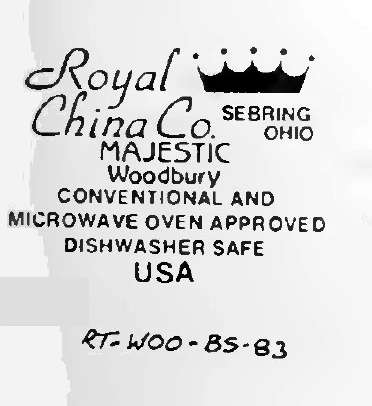 Royal
China Co.
SEBRING
OHIO
MAJESTIC
Woodbury
CONVENTIONAL AND
MICROWAVE OVEN APPROVED
DISHWASHER SAFE
USA
RT-WOO-BS-83